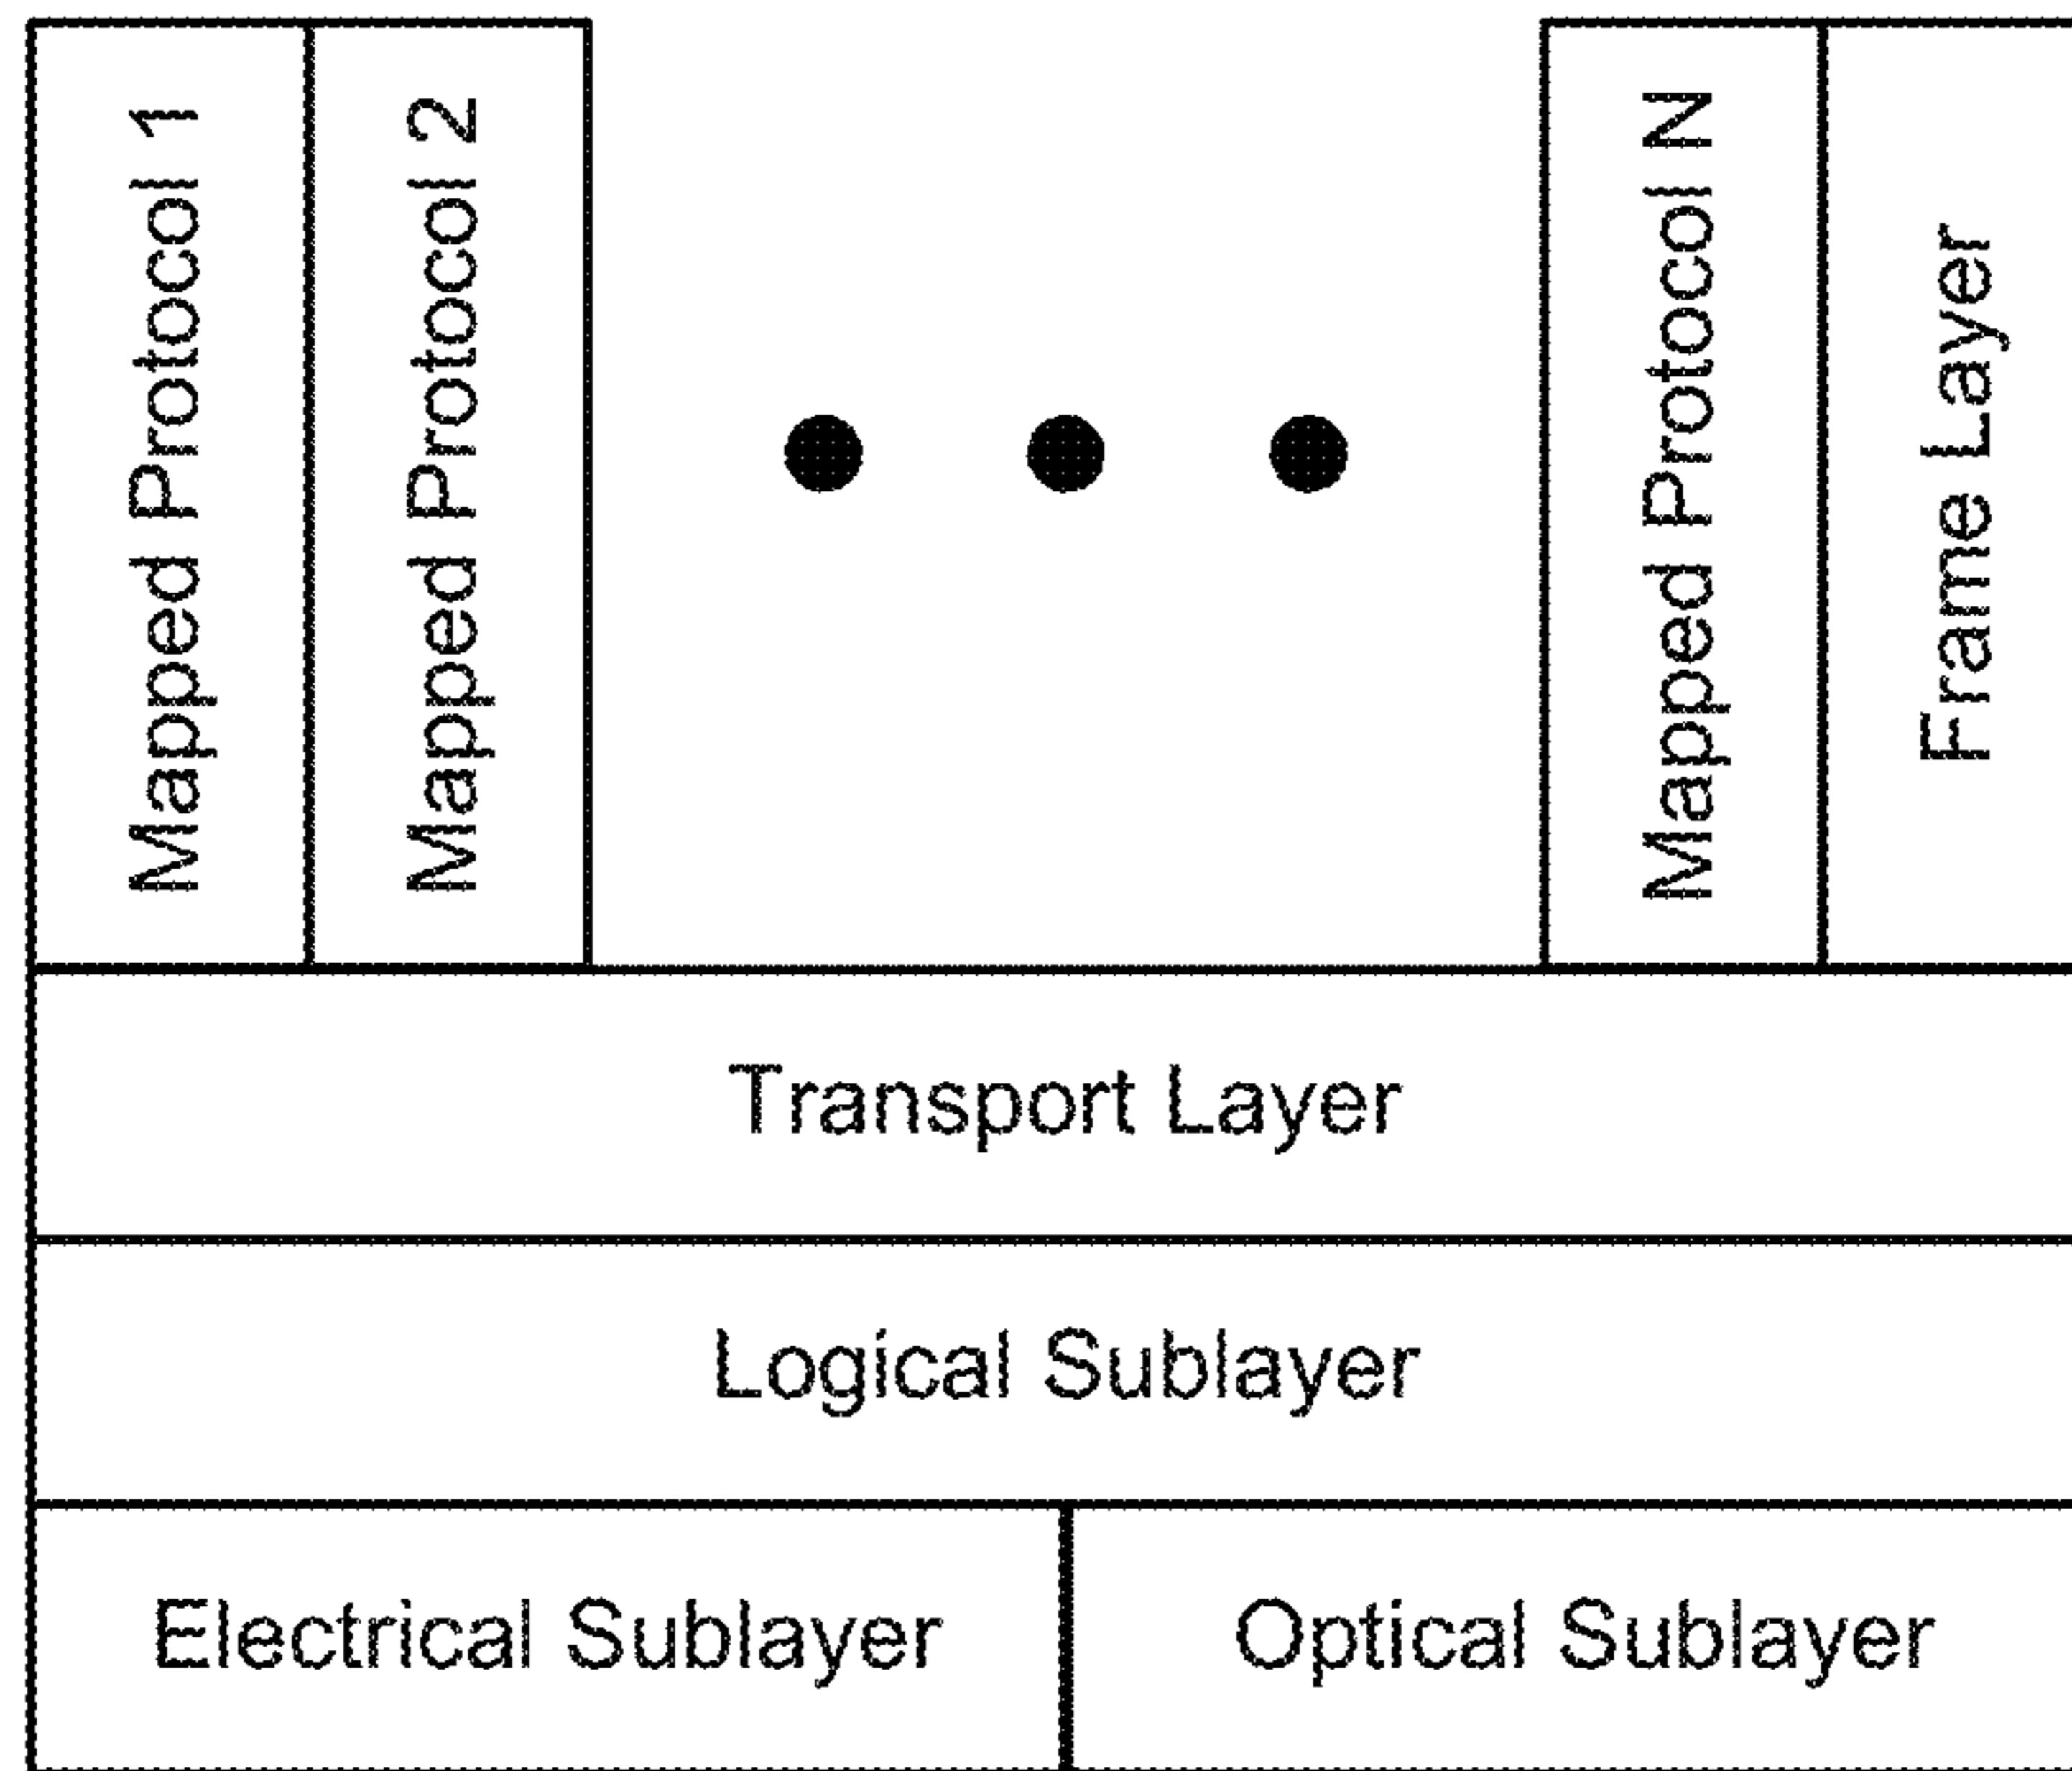 Mapped Protocol 1
Mapped Protocol 2
Mapped Protocol N
Frame Layer
Transport Layer
Logical Sublayer
Electrical Sublayer
Optical Sublayer